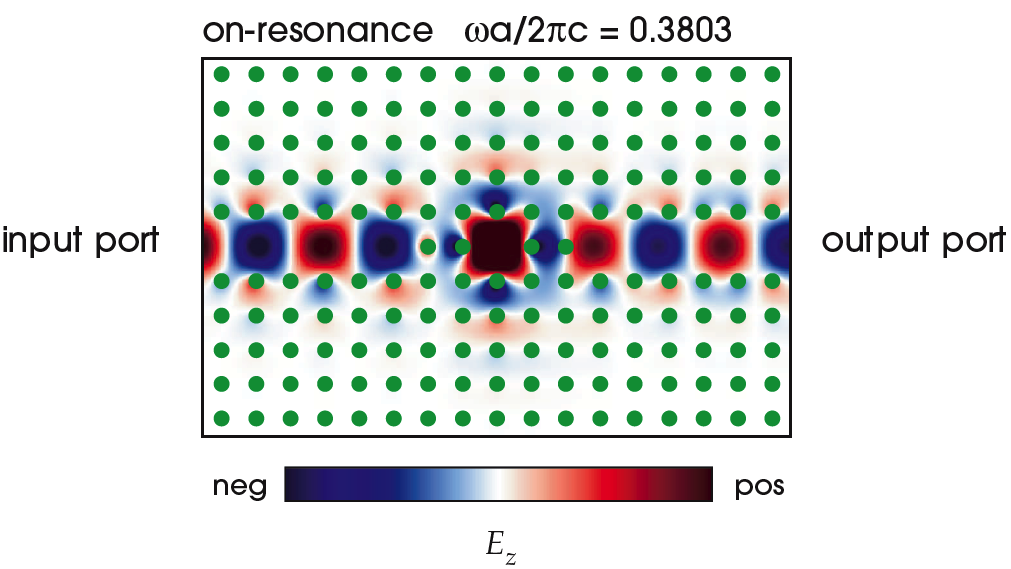 on-resonance ωa/2πc = 0.3803
input port
output port
neg
pos
E_z